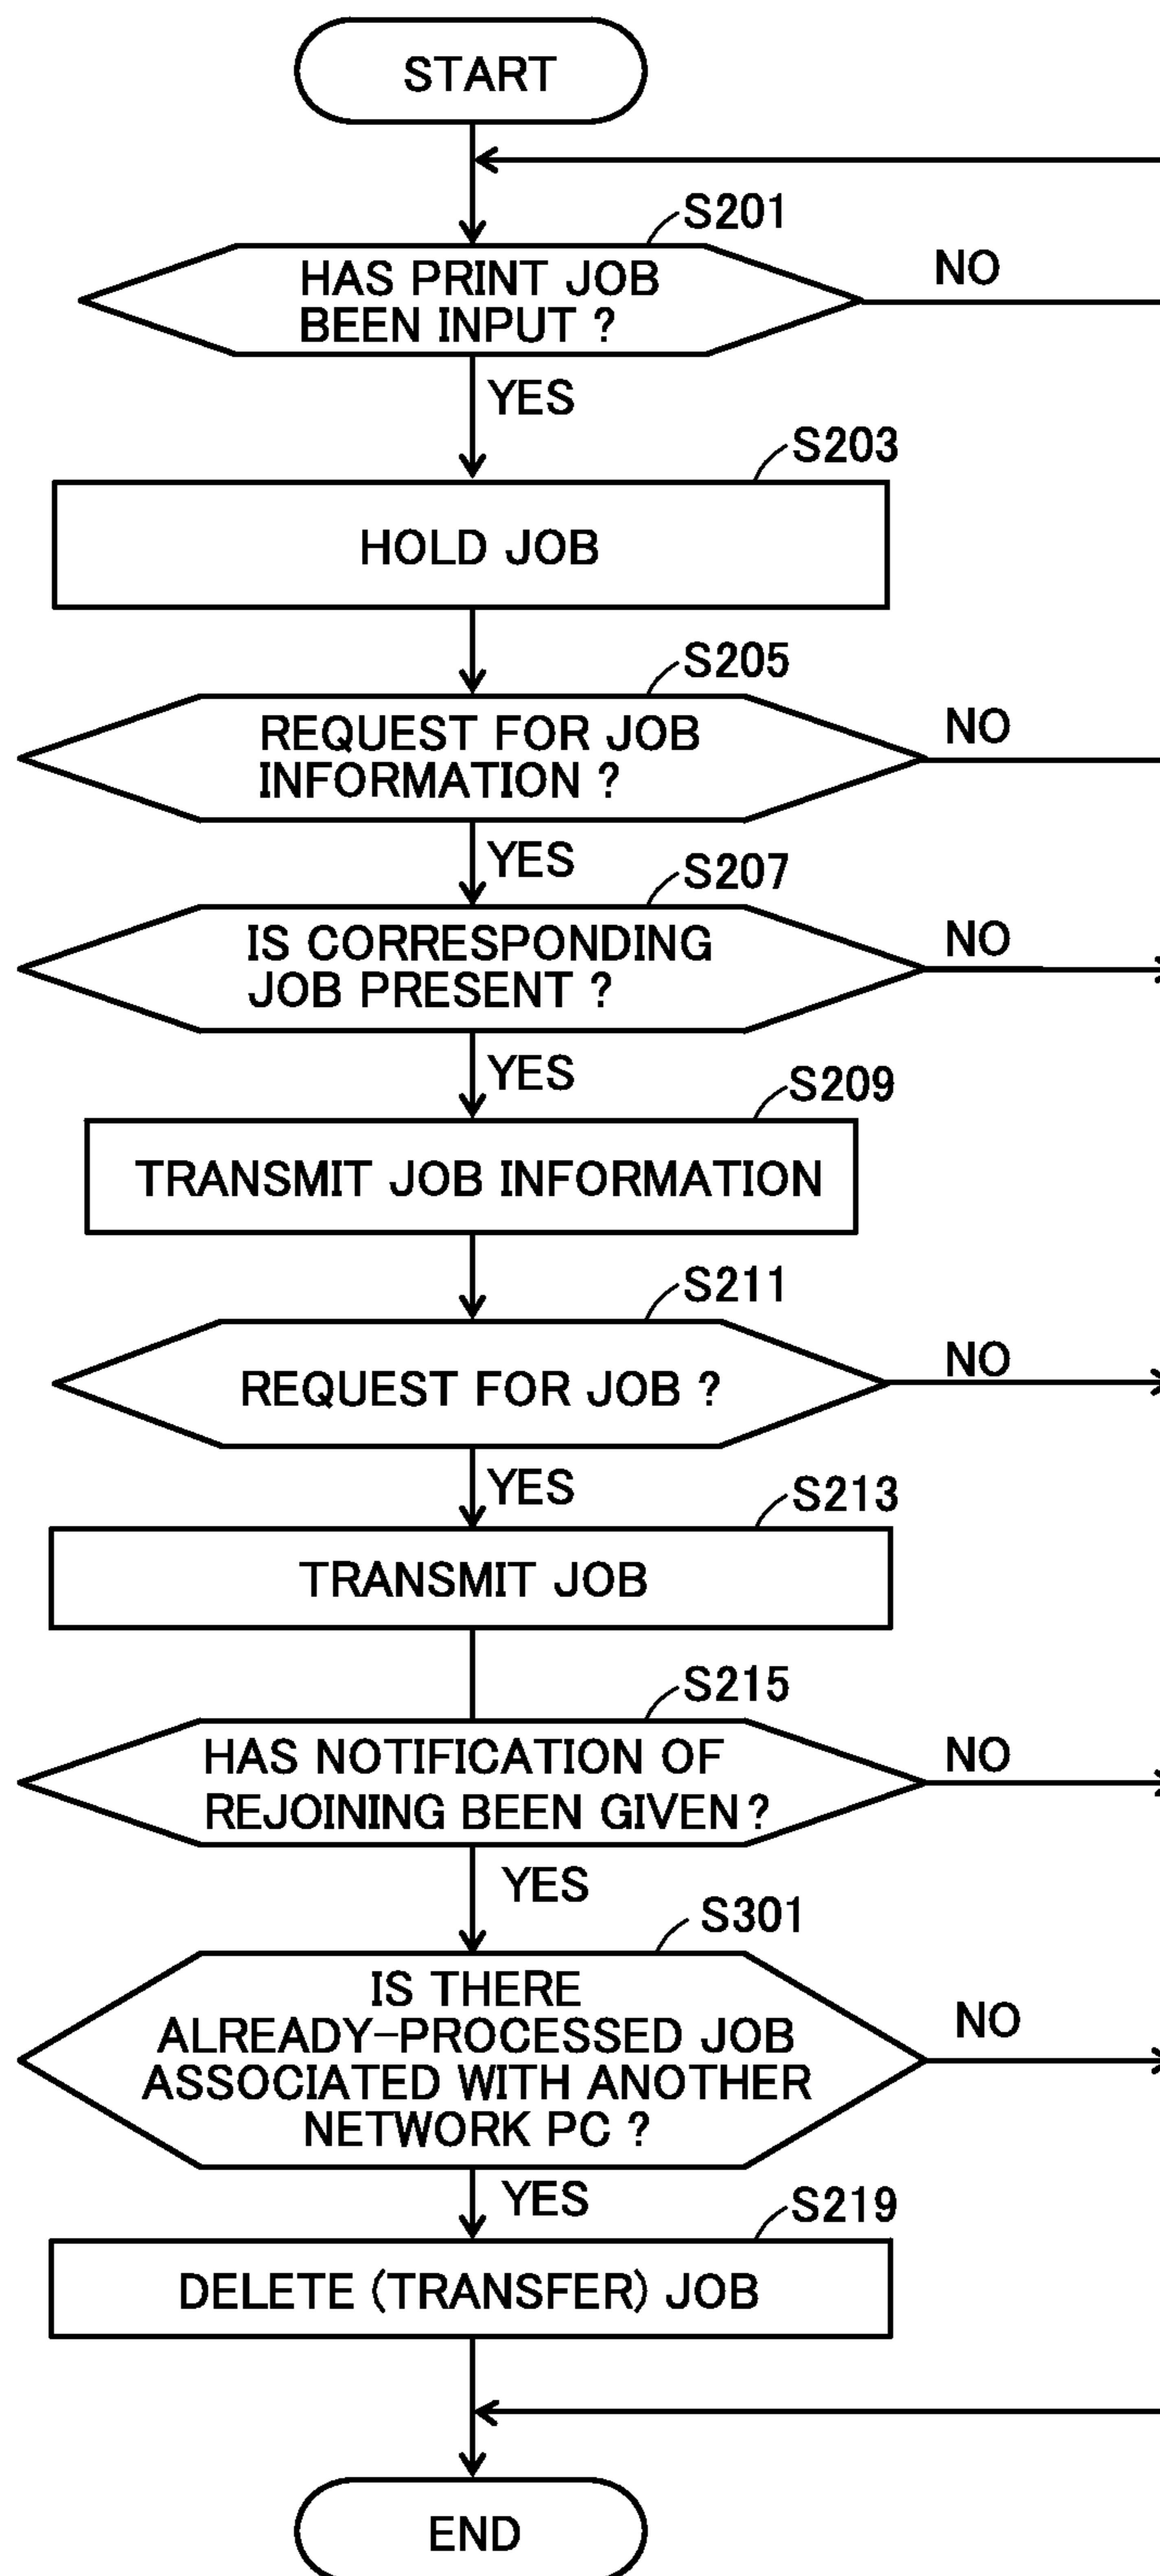 START
S201
HAS PRINT JOB
BEEN INPUT ?
NO
YES
S203
HOLD JOB
S205
REQUEST FOR JOB
INFORMATION ?
NO
YES
S207
IS CORRESPONDING
JOB PRESENT ?
NO
YES
S209
TRANSMIT JOB INFORMATION
S211
REQUEST FOR JOB ?
NO
YES
S213
TRANSMIT JOB
S215
HAS NOTIFICATION OF
REJOINING BEEN GIVEN ?
NO
YES
S301
IS THERE
ALREADY-PROCESSED JOB
ASSOCIATED WITH ANOTHER
NETWORK PC ?
NO
YES
S219
DELETE (TRANSFER) JOB
END